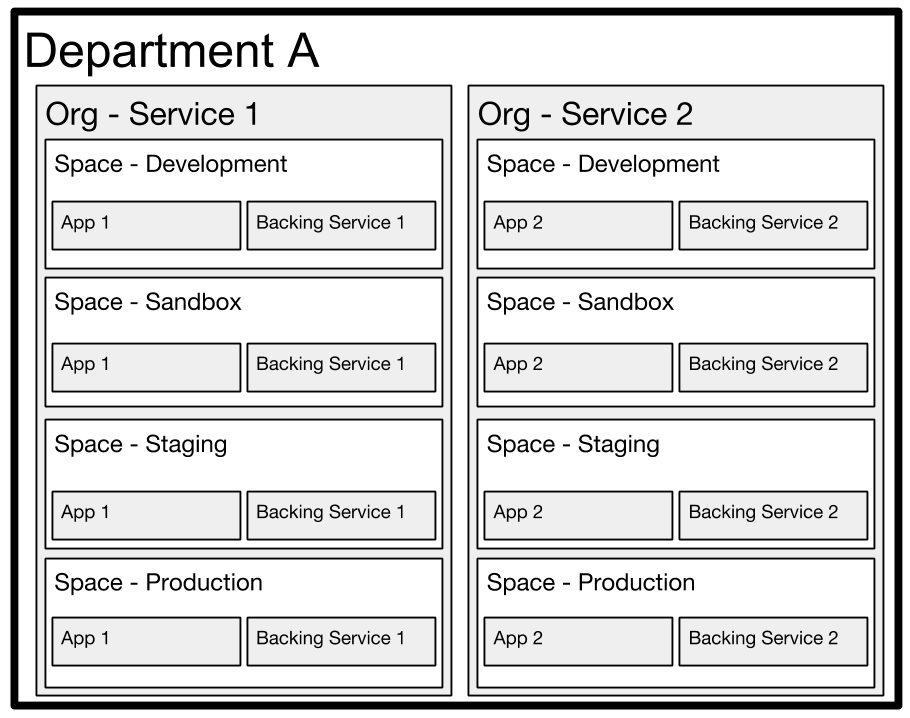 Department A
Org - Service 1
Space - Development
App 1
Backing Service 1
Space - Sandbox
App 1
Backing Service 1
Space - Staging
App 1
Backing Service 1
Space - Production
App 1
Backing Service 1
Org - Service 2
Space - Development
App 2
Backing Service 2
Space - Sandbox
App 2
Backing Service 2
Space - Staging
App 2
Backing Service 2
Space - Production
App 2
Backing Service 2